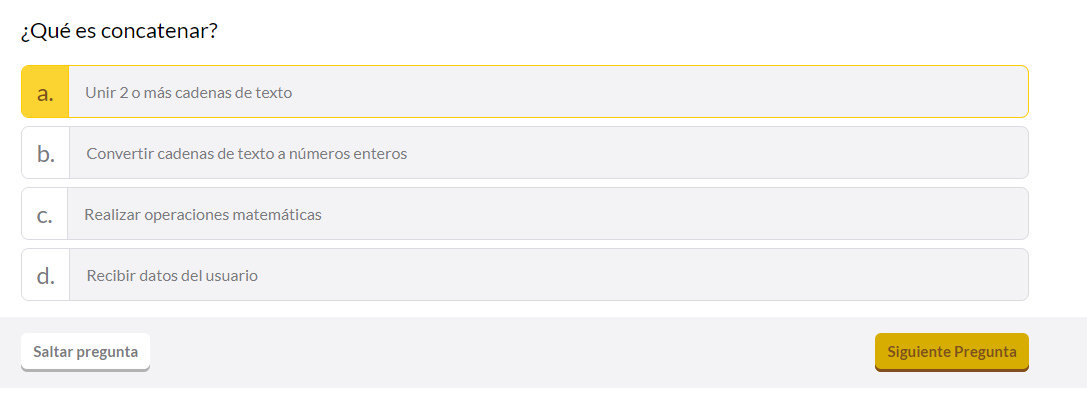 ¿Qué es concatenar?
a. Unir 2 o más cadenas de texto
b. Convertir cadenas de texto a números enteros
c. Realizar operaciones matemáticas
d. Recibir datos del usuario
Saltar pregunta Siguiente Pregunta